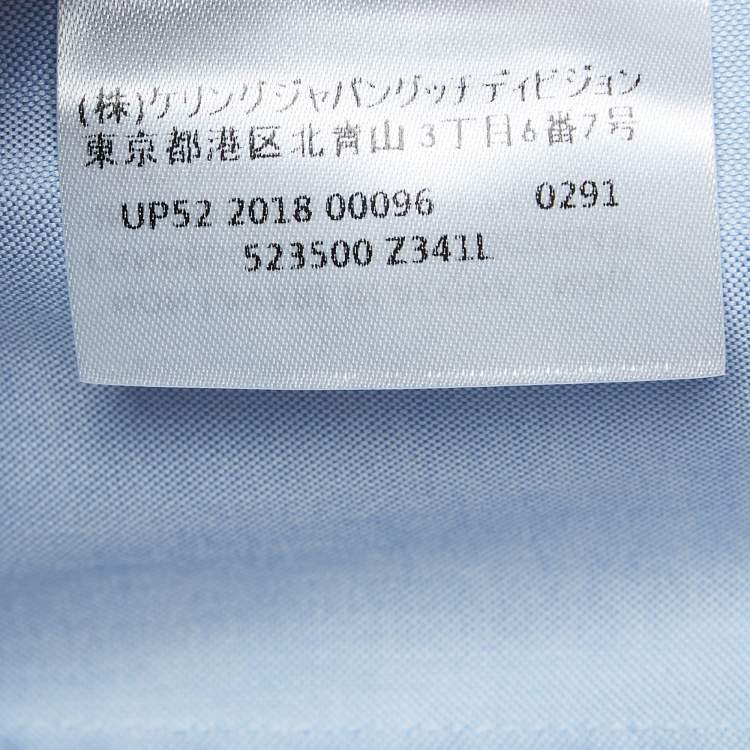 (株)ケリングジャパングッチディビジョン
東京都港区北青山3丁目6番7号
UP52 2018 00096 0291
523500 Z341L